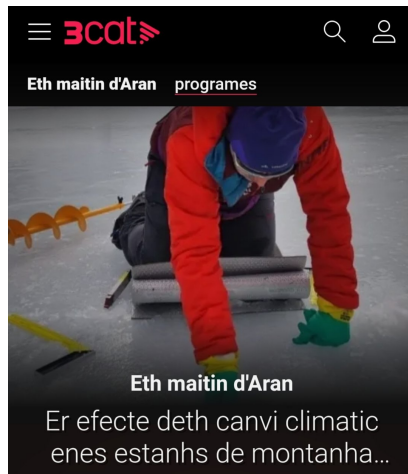 3cat
Eth maitin d'Aran programes
Eth maitin d'Aran
Er efecte deth canvi climatic
enes estanhs de montanha...